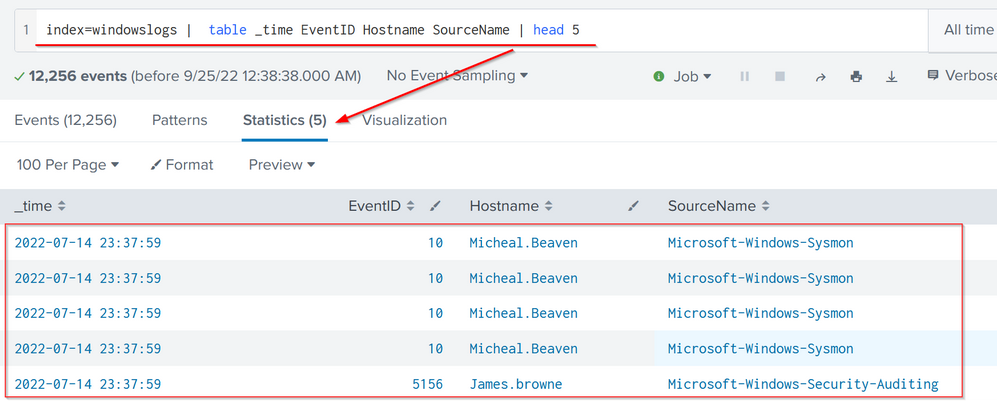 1 index=windowslogs | table _time EventID Hostname SourceName | head 5
All time
12,256 events (before 9/25/22 12:38:38.000 AM) No Event Sampling Job Verbose
Events (12,256) Patterns Statistics (5) Visualization
100 Per Page Format Preview
_time EventID Hostname SourceName
2022-07-14 23:37:59 10 Micheal.Beaven Microsoft-Windows-Sysmon
2022-07-14 23:37:59 10 Micheal.Beaven Microsoft-Windows-Sysmon
2022-07-14 23:37:59 10 Micheal.Beaven Microsoft-Windows-Sysmon
2022-07-14 23:37:59 10 Micheal.Beaven Microsoft-Windows-Sysmon
2022-07-14 23:37:59 5156 James.browne Microsoft-Windows-Security-Auditing